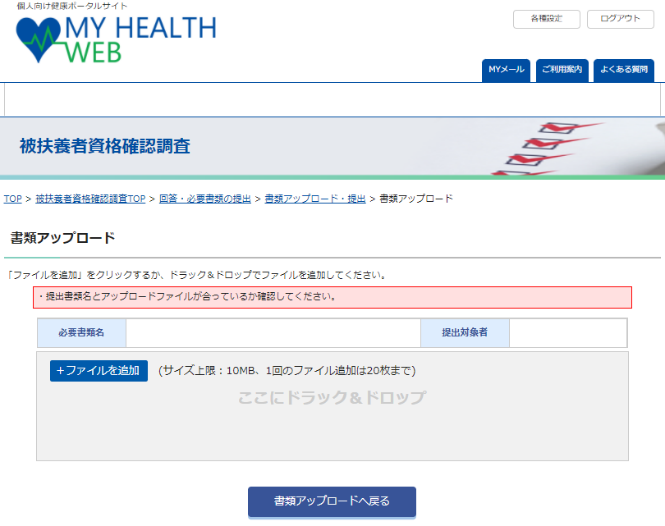 個人向け健康ポータルサイト
MY HEALTH
WEB
各種設定
ログアウト
MYメール
ご利用案内
よくある質問
被扶養者資格確認調査
TOP > 被扶養者資格確認調査TOP > 回答・必要書類の提出 > 書類アップロード・提出 > 書類アップロード
書類アップロード
「ファイルを追加」をクリックするか、ドラック＆ドロップでファイルを追加してください。
・提出書類名とアップロードファイルが合っているか確認してください。
必要書類名
提出対象者
+ファイルを追加 (サイズ上限：10MB、1回のファイル追加は20枚まで)
ここにドラック＆ドロップ
書類アップロードへ戻る